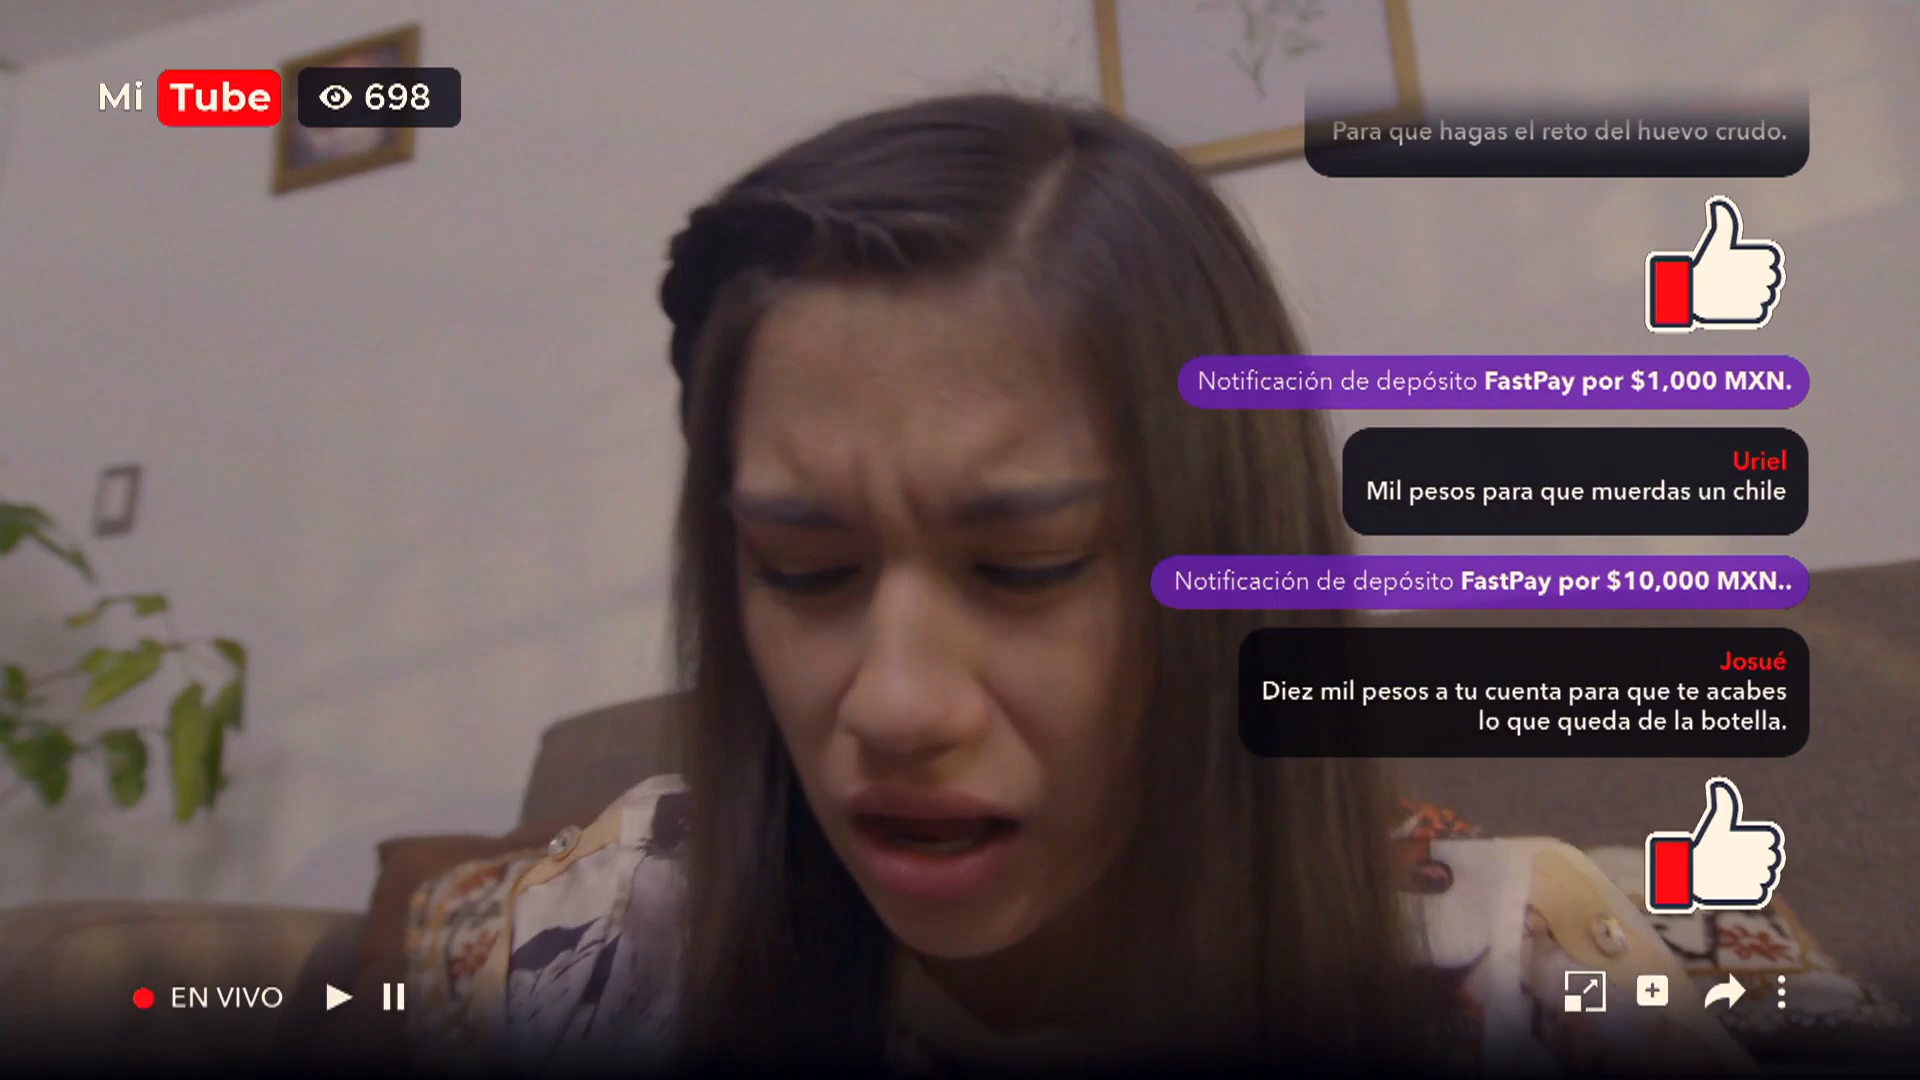 Mi Tube 698
Para que hagas el reto del huevo crudo.
Notificación de depósito FastPay por $1,000 MXN.
Uriel
Mil pesos para que muerdas un chile
Notificación de depósito FastPay por $10,000 MXN..
Josué
Diez mil pesos a tu cuenta para que te acabes
lo que queda de la botella.
EN VIVO